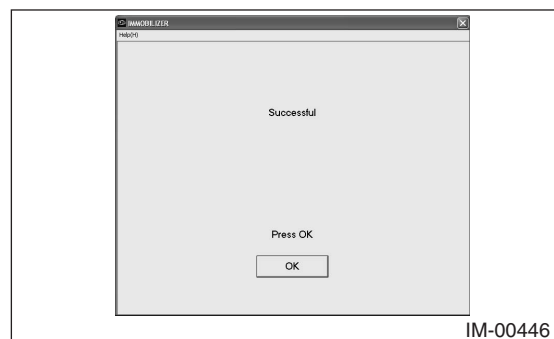 IMMOBILIZER
Help(H)
Successful
Press OK
OK
IM-00446